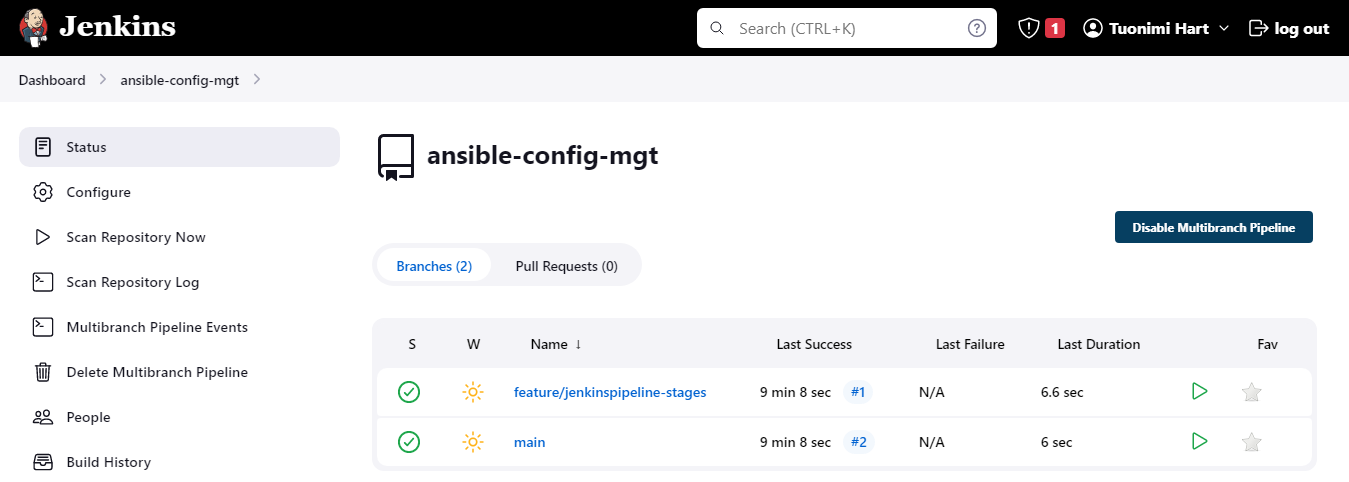 Jenkins
Search (CTRL+K)
1
Tuonimi Hart
log out
Dashboard
ansible-config-mgt
Status
Configure
Scan Repository Now
Scan Repository Log
Multibranch Pipeline Events
Delete Multibranch Pipeline
People
Build History
ansible-config-mgt
Disable Multibranch Pipeline
Branches (2) Pull Requests (0)
S W Name ↓ Last Success Last Failure Last Duration Fav
feature/jenkinspipeline-stages 9 min 8 sec #1 N/A 6.6 sec
main 9 min 8 sec #2 N/A 6 sec